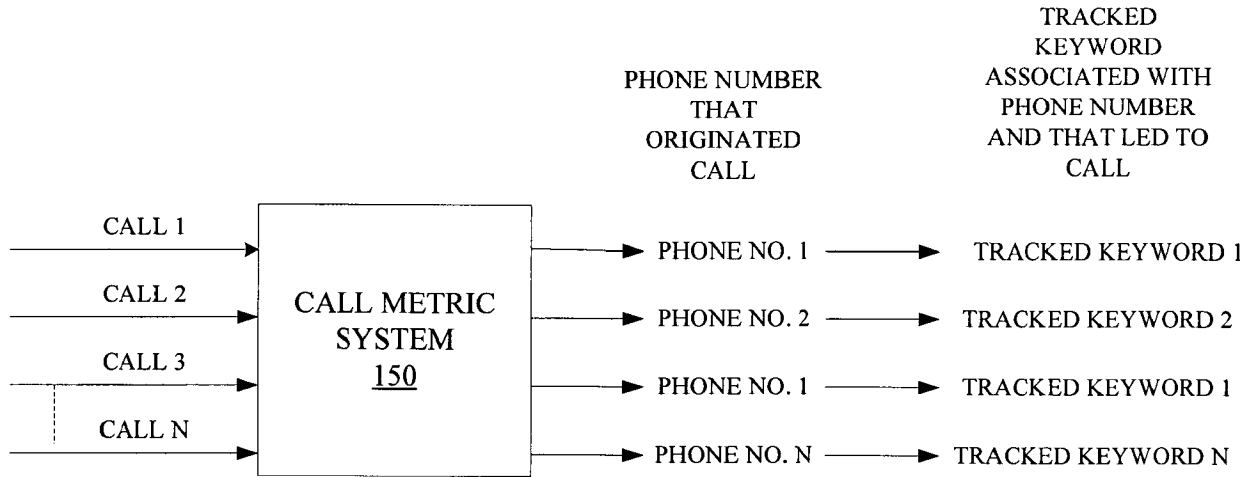 PHONE NUMBER
THAT
ORIGINATED
CALL
TRACKED
KEYWORD
ASSOCIATED WITH
PHONE NUMBER
AND THAT LED TO
CALL
CALL 1
CALL 2
CALL 3
CALL N
CALL METRIC
SYSTEM
150
PHONE NO. 1
TRACKED KEYWORD 1
PHONE NO. 2
TRACKED KEYWORD 2
PHONE NO. 1
TRACKED KEYWORD 1
PHONE NO. N
TRACKED KEYWORD N